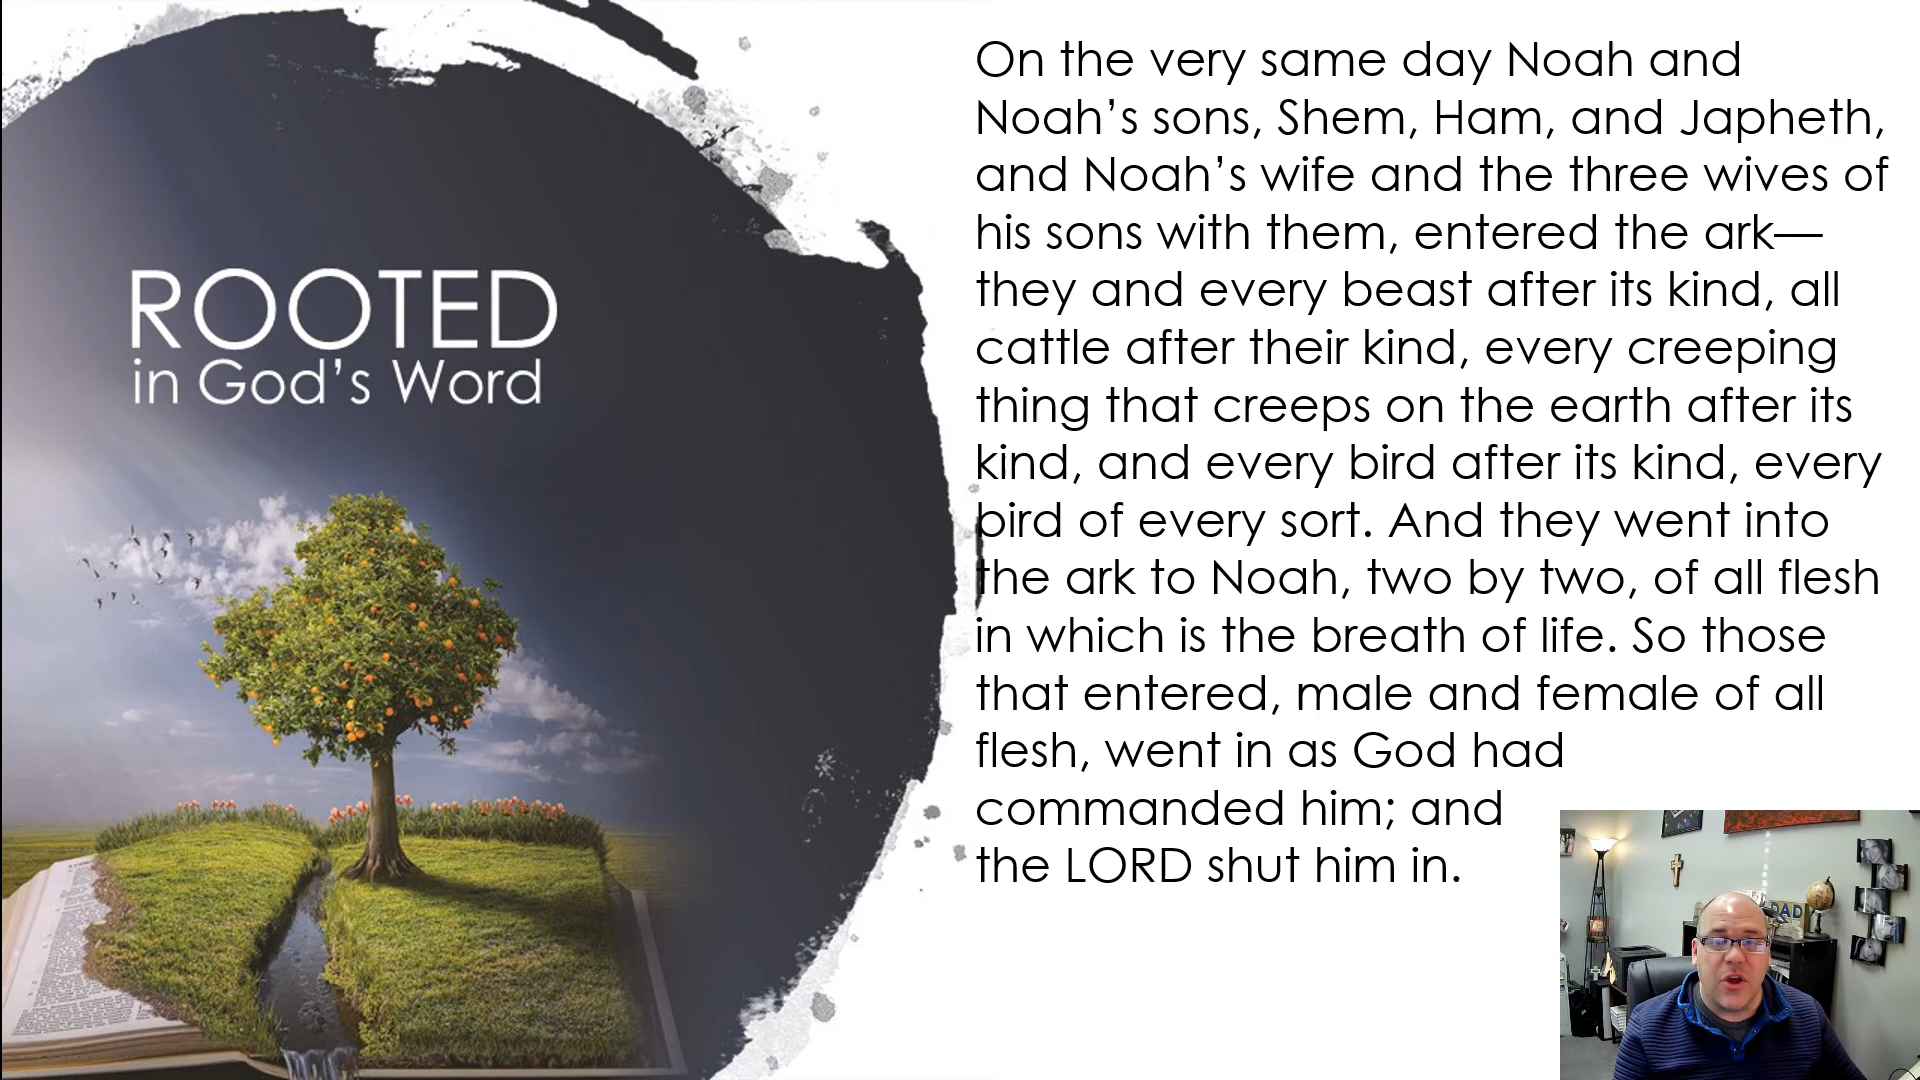 ROOTED
in God's Word
On the very same day Noah and
Noah’s sons, Shem, Ham, and Japheth,
and Noah’s wife and the three wives of
his sons with them, entered the ark—
they and every beast after its kind, all
cattle after their kind, every creeping
thing that creeps on the earth after its
kind, and every bird after its kind, every
bird of every sort. And they went into
the ark to Noah, two by two, of all flesh
in which is the breath of life. So those
that entered, male and female of all
flesh, went in as God had
commanded him; and
the LORD shut him in.
DAD